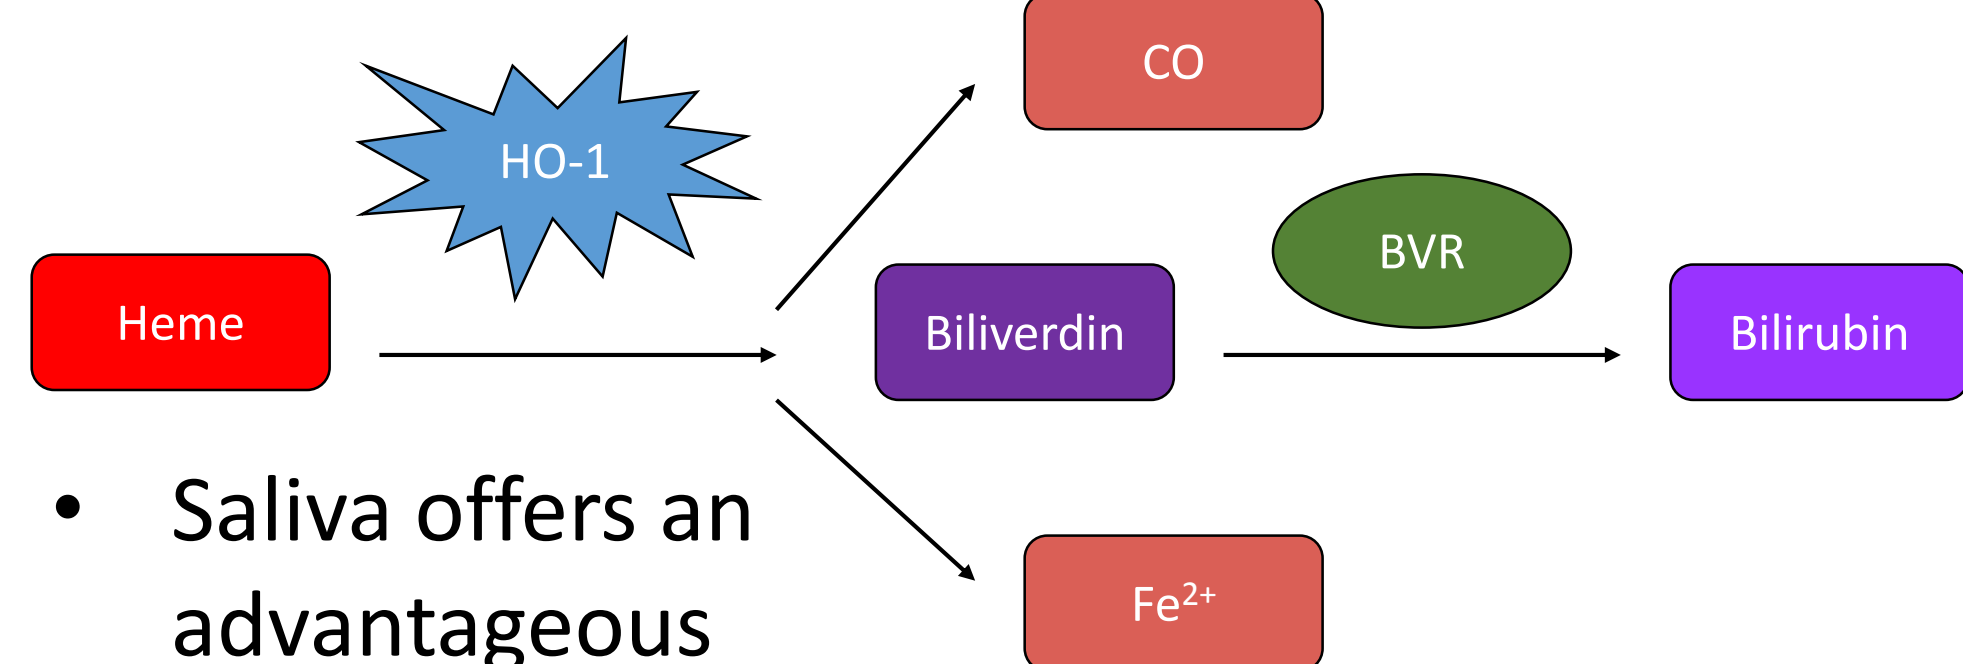 CO
HO-1
BVR
Heme
Biliverdin
Bilirubin
• Saliva offers an
advantageous
Fe²⁺